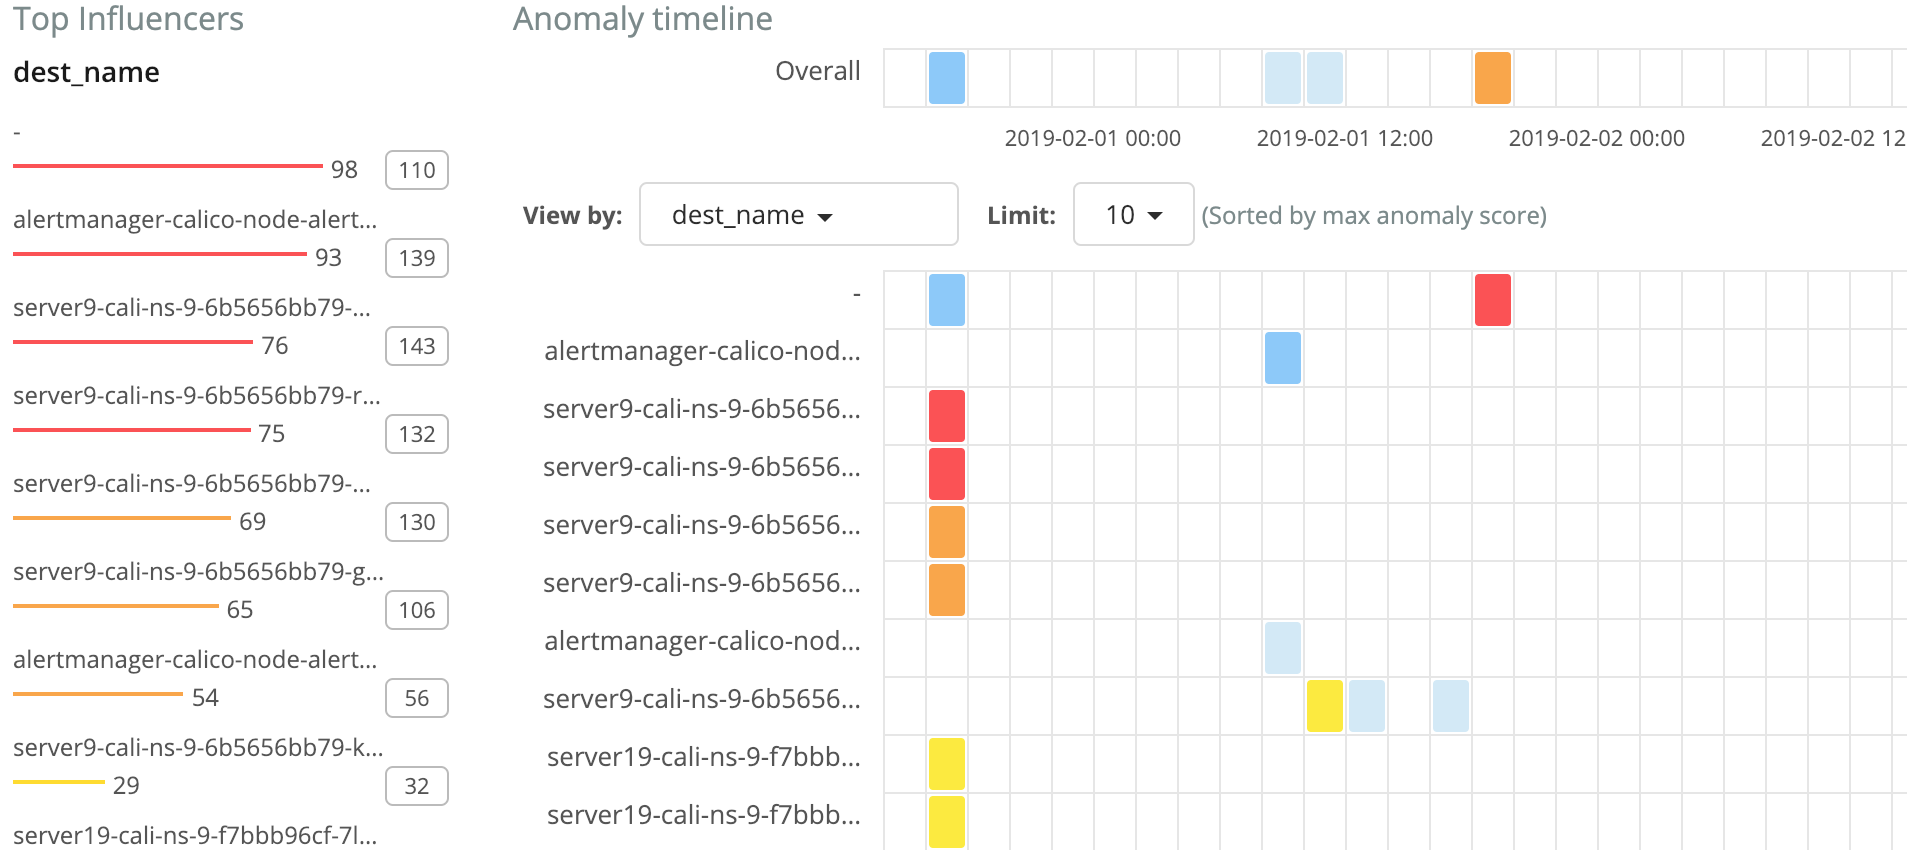 Top Influencers
dest_name
-
98 110
alertmanager-calico-node-alert...
93 139
server9-cali-ns-9-6b5656bb79-...
76 143
server9-cali-ns-9-6b5656bb79-r...
75 132
server9-cali-ns-9-6b5656bb79-...
69 130
server9-cali-ns-9-6b5656bb79-g...
65 106
alertmanager-calico-node-alert...
54 56
server9-cali-ns-9-6b5656bb79-k...
29 32
server19-cali-ns-9-f7bbb96cf-7l...
Anomaly timeline
Overall
2019-02-01 00:00 2019-02-01 12:00 2019-02-02 00:00 2019-02-02 12
View by: dest_name Limit: 10 (Sorted by max anomaly score)
-
alertmanager-calico-nod...
server9-cali-ns-9-6b5656...
server9-cali-ns-9-6b5656...
server9-cali-ns-9-6b5656...
server9-cali-ns-9-6b5656...
alertmanager-calico-nod...
server9-cali-ns-9-6b5656...
server19-cali-ns-9-f7bbb...
server19-cali-ns-9-f7bbb...